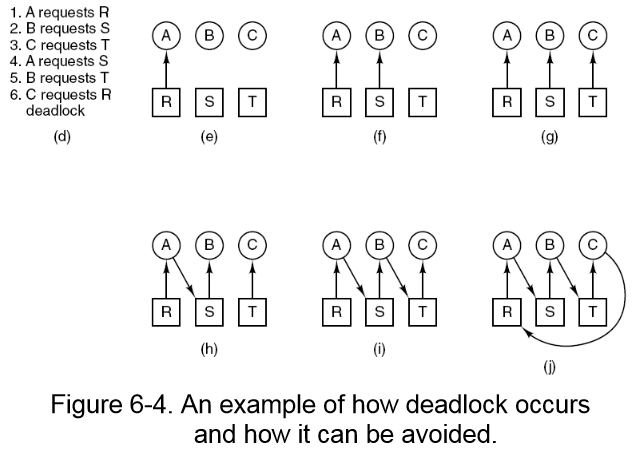 1. A requests R
2. B requests S
3. C requests T
4. A requests S
5. B requests T
6. C requests R
deadlock
(d)
A B C
R S T
(e)
A B C
R S T
(f)
A B C
R S T
(g)
A B C
R S T
(h)
A B C
R S T
(i)
A B C
R S T
(j)
Figure 6-4. An example of how deadlock occurs
and how it can be avoided.